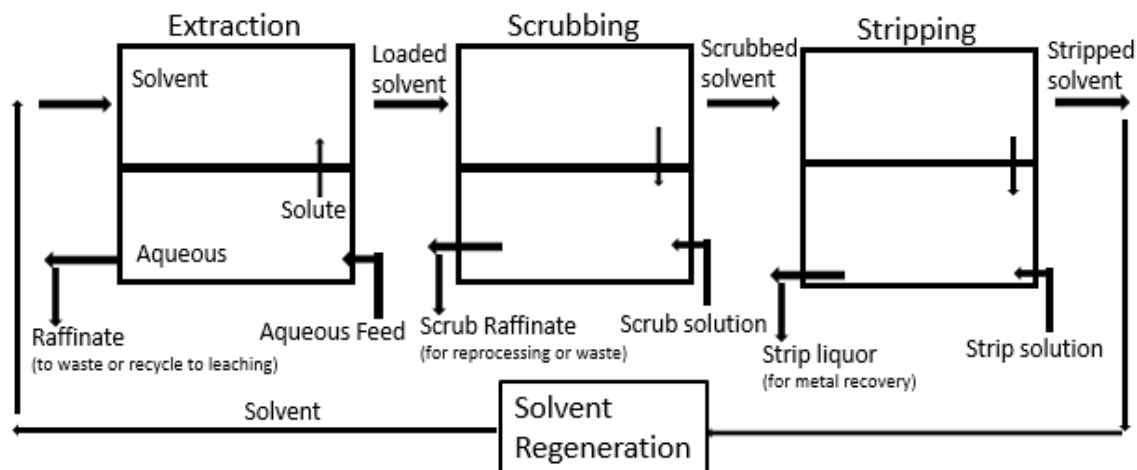 Extraction
Scrubbing
Stripping
Loaded
solvent
Scrubbed
solvent
Stripped
solvent
Solvent
Solute
Aqueous
Raffinate
(to waste or recycle to leaching)
Aqueous Feed
Scrub Raffinate
(for reprocessing or waste)
Scrub solution
Strip liquor
(for metal recovery)
Strip solution
Solvent
Solvent
Regeneration